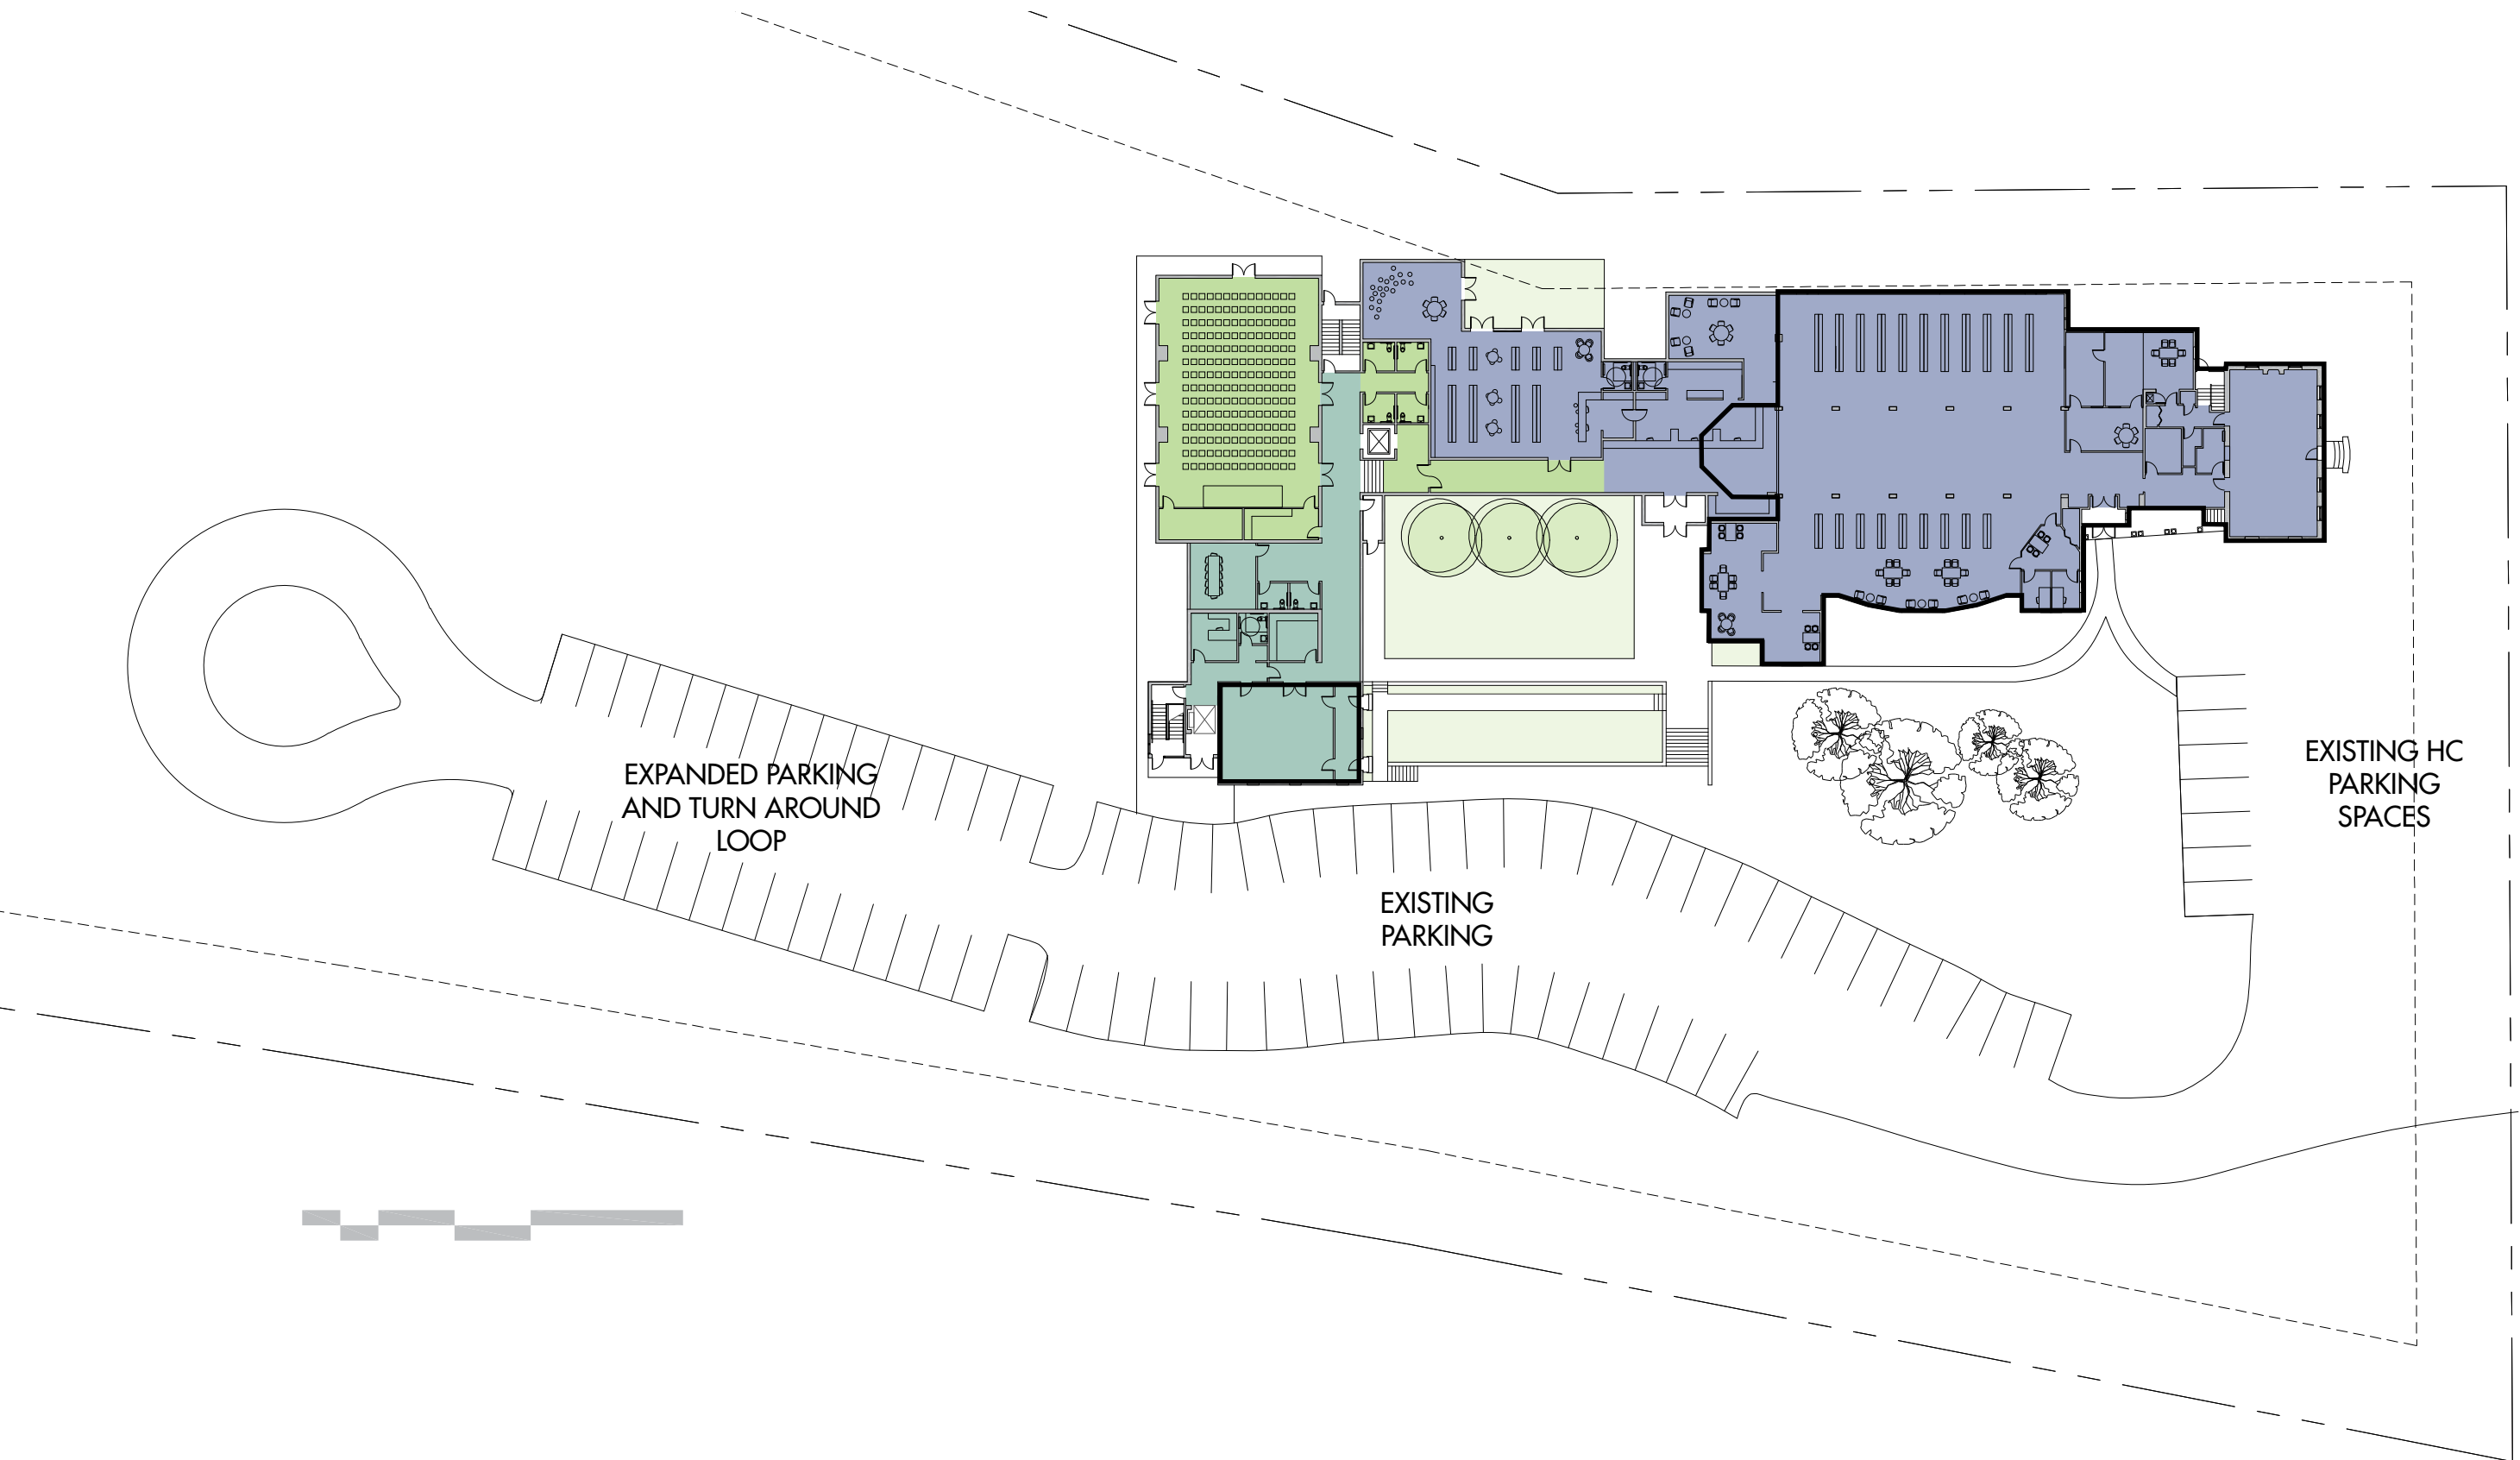 EXPANDED PARKING
AND TURN AROUND
LOOP
EXISTING
PARKING
EXISTING HC
PARKING
SPACES